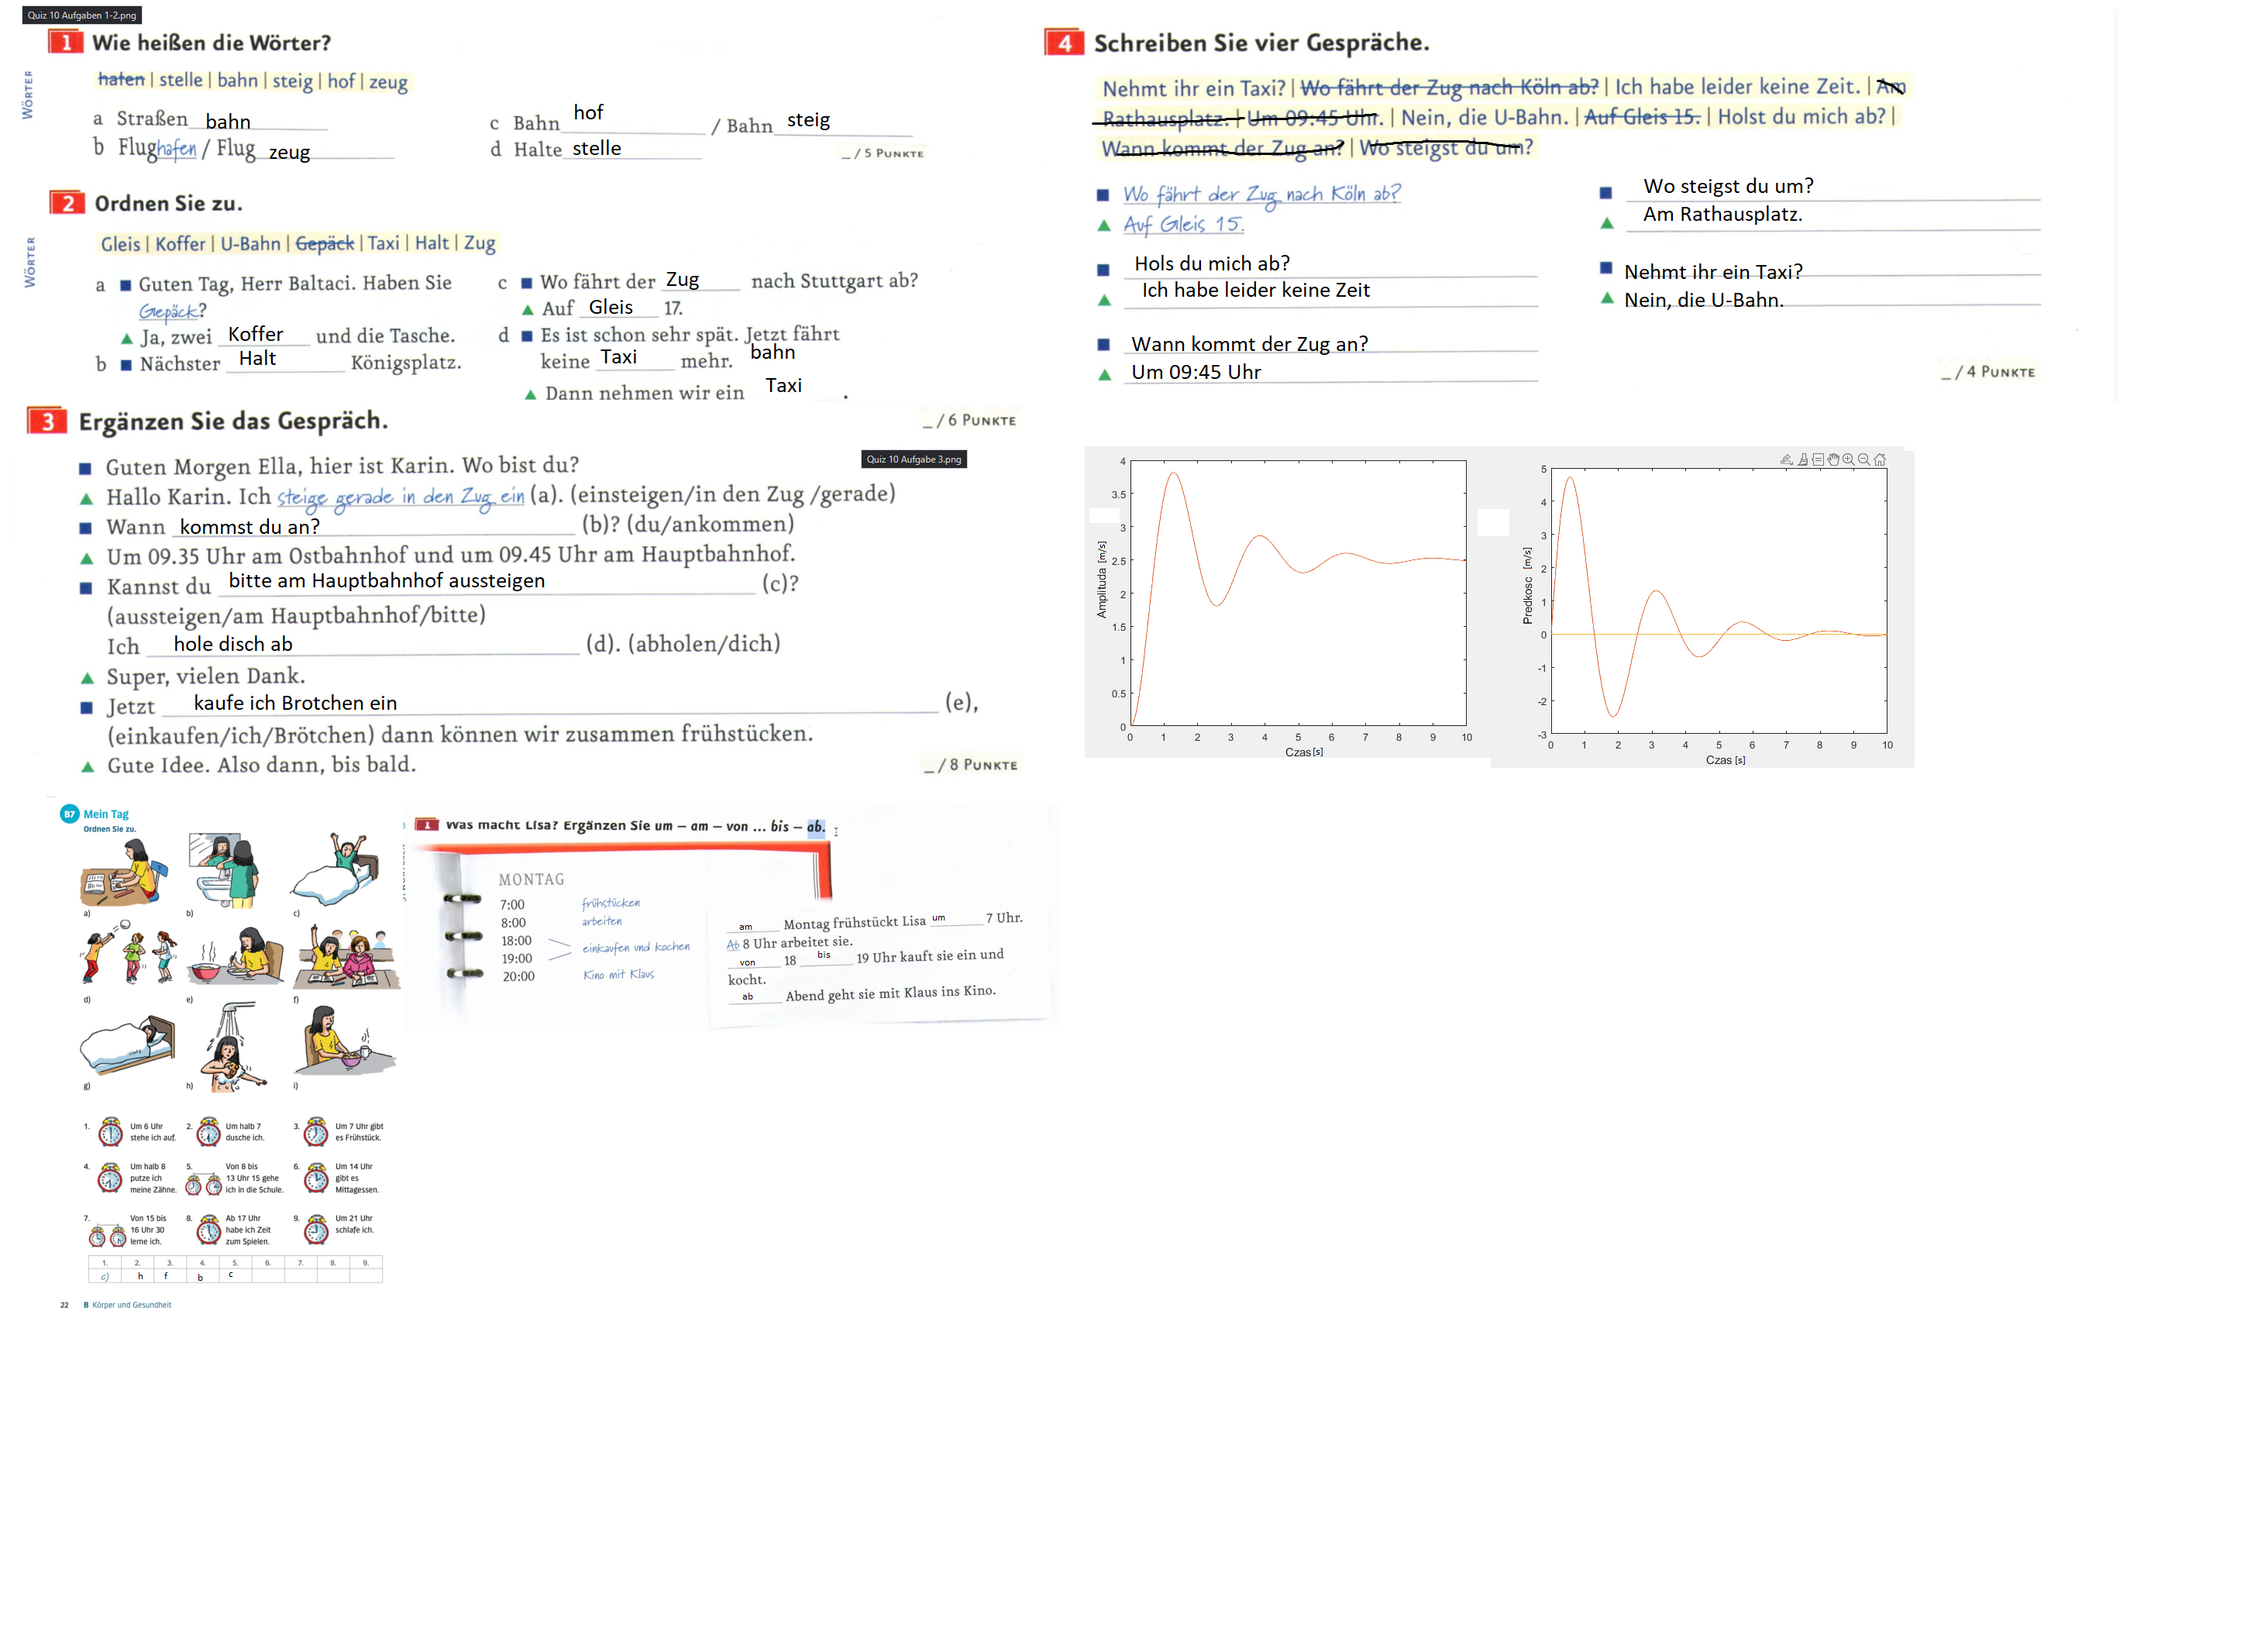 Quiz 10 Aufgaben 1-2.png
1 Wie heißen die Wörter?
WÖRTER
hafen | stelle | bahn | steig | hof | zeug
a Straßen bahn
b Flughafen / Flug zeug
c Bahn hof / Bahn steig
d Halte stelle
_ / 5 PUNKTE
2 Ordnen Sie zu.
WÖRTER
Gleis | Koffer | U-Bahn | Gepäck | Taxi | Halt | Zug
a Guten Tag, Herr Baltaci. Haben Sie
Gepäck?
Ja, zwei Koffer und die Tasche.
b Nächster Halt Königsplatz.
c Wo fährt der Zug nach Stuttgart ab?
Auf Gleis 17.
d Es ist schon sehr spät. Jetzt fährt
keine Taxi mehr. bahn
Dann nehmen wir ein Taxi .
_ / 6 PUNKTE
3 Ergänzen Sie das Gespräch.
Quiz 10 Aufgabe 3.png
Guten Morgen Ella, hier ist Karin. Wo bist du?
Hallo Karin. Ich steige gerade in den Zug ein (a). (einsteigen/in den Zug /gerade)
Wann kommst du an? (b)? (du/ankommen)
Um 09.35 Uhr am Ostbahnhof und um 09.45 Uhr am Hauptbahnhof.
Kannst du bitte am Hauptbahnhof aussteigen (c)?
(aussteigen/am Hauptbahnhof/bitte)
Ich hole disch ab (d). (abholen/dich)
Super, vielen Dank.
Jetzt kaufe ich Brotchen ein (e),
(einkaufen/ich/Brötchen) dann können wir zusammen frühstücken.
Gute Idee. Also dann, bis bald.
_ / 8 PUNKTE
4 Schreiben Sie vier Gespräche.
Nehmt ihr ein Taxi? | Wo fährt der Zug nach Köln ab? | Ich habe leider keine Zeit. | Am
Rathausplatz. | Um 09:45 Uhr. | Nein, die U-Bahn. | Auf Gleis 15. | Holst du mich ab? |
Wann kommt der Zug an? | Wo steigst du um?
Wo fährt der Zug nach Köln ab?
Auf Gleis 15.
Hols du mich ab?
Ich habe leider keine Zeit
Wann kommt der Zug an?
Um 09:45 Uhr
Wo steigst du um?
Am Rathausplatz.
Nehmt ihr ein Taxi?
Nein, die U-Bahn.
_ / 4 PUNKTE
4
3.5
3
2.5
2
1.5
1
0.5
0
Amplituda [m/s]
0 1 2 3 4 5 6 7 8 9 10
Czas[s]
5
4
3
2
1
0
-1
-2
-3
Predkosc [m/s]
0 1 2 3 4 5 6 7 8 9 10
Czas [s]
B7 Mein Tag
Ordnen Sie zu.
a) b) c)
d) e) f)
g) h) i)
1. Um 6 Uhr
stehe ich auf.
2. Um halb 7
dusche ich.
3. Um 7 Uhr gibt
es Frühstück.
4. Um halb 8
putze ich
meine Zähne.
5. Von 8 bis
13 Uhr 15 gehe
ich in die Schule.
6. Um 14 Uhr
gibt es
Mittagessen.
7. Von 15 bis
16 Uhr 30
lerne ich.
8. Ab 17 Uhr
habe ich Zeit
zum Spielen.
9. Um 21 Uhr
schlafe ich.
1. 2. 3. 4. 5. 6. 7. 8. 9.
c) h f b c
22 B Körper und Gesundheit
1 Was macht Lisa? Ergänzen Sie um – am – von ... bis – ab.
MONTAG
7:00 frühstücken
8:00 arbeiten
18:00
einkaufen und kochen
19:00
20:00 Kino mit Klaus
am Montag frühstückt Lisa um 7 Uhr.
Ab 8 Uhr arbeitet sie.
von 18 bis 19 Uhr kauft sie ein und
kocht.
ab Abend geht sie mit Klaus ins Kino.